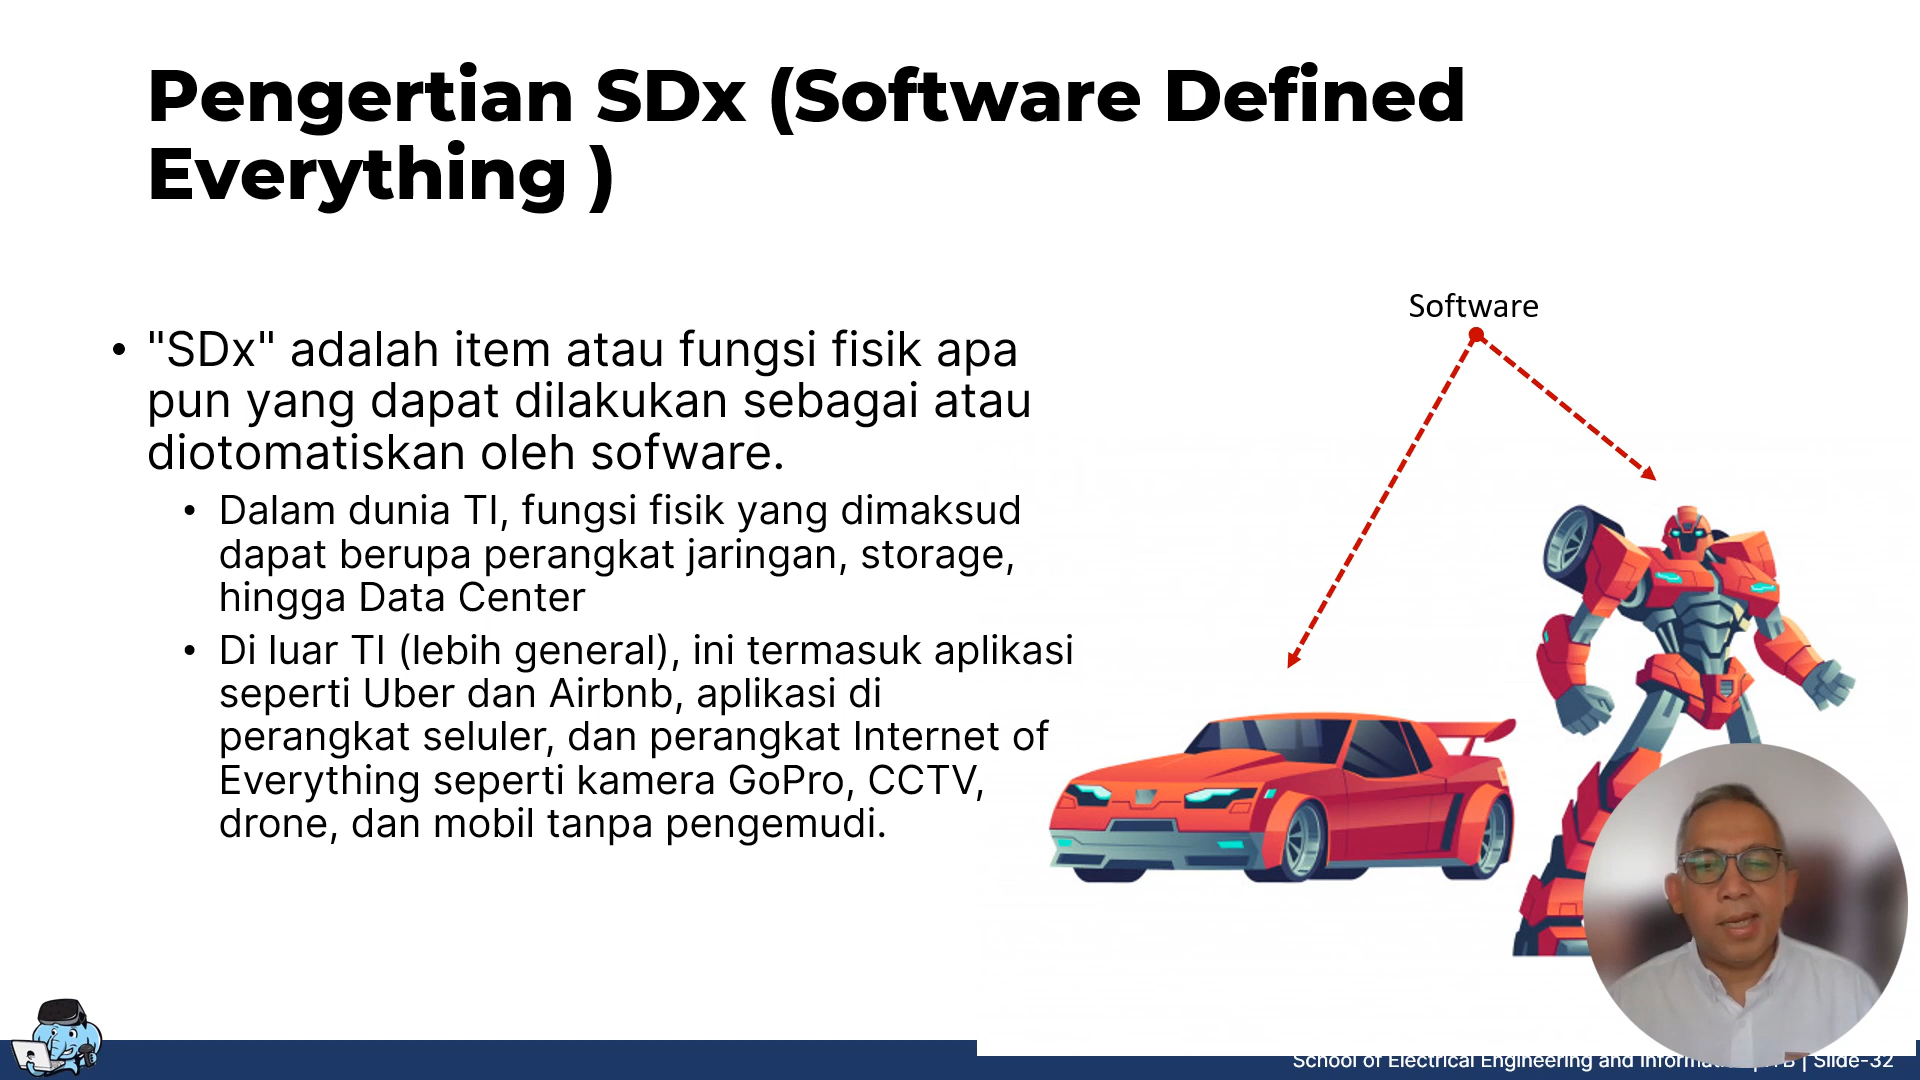 Pengertian SDx (Software Defined
Everything )
Software
• "SDx" adalah item atau fungsi fisik apa
pun yang dapat dilakukan sebagai atau
diotomatiskan oleh sofware.
• Dalam dunia TI, fungsi fisik yang dimaksud
dapat berupa perangkat jaringan, storage,
hingga Data Center
• Di luar TI (lebih general), ini termasuk aplikasi
seperti Uber dan Airbnb, aplikasi di
perangkat seluler, dan perangkat Internet of
Everything seperti kamera GoPro, CCTV,
drone, dan mobil tanpa pengemudi.
School of Electrical Engineering and | Slide-32